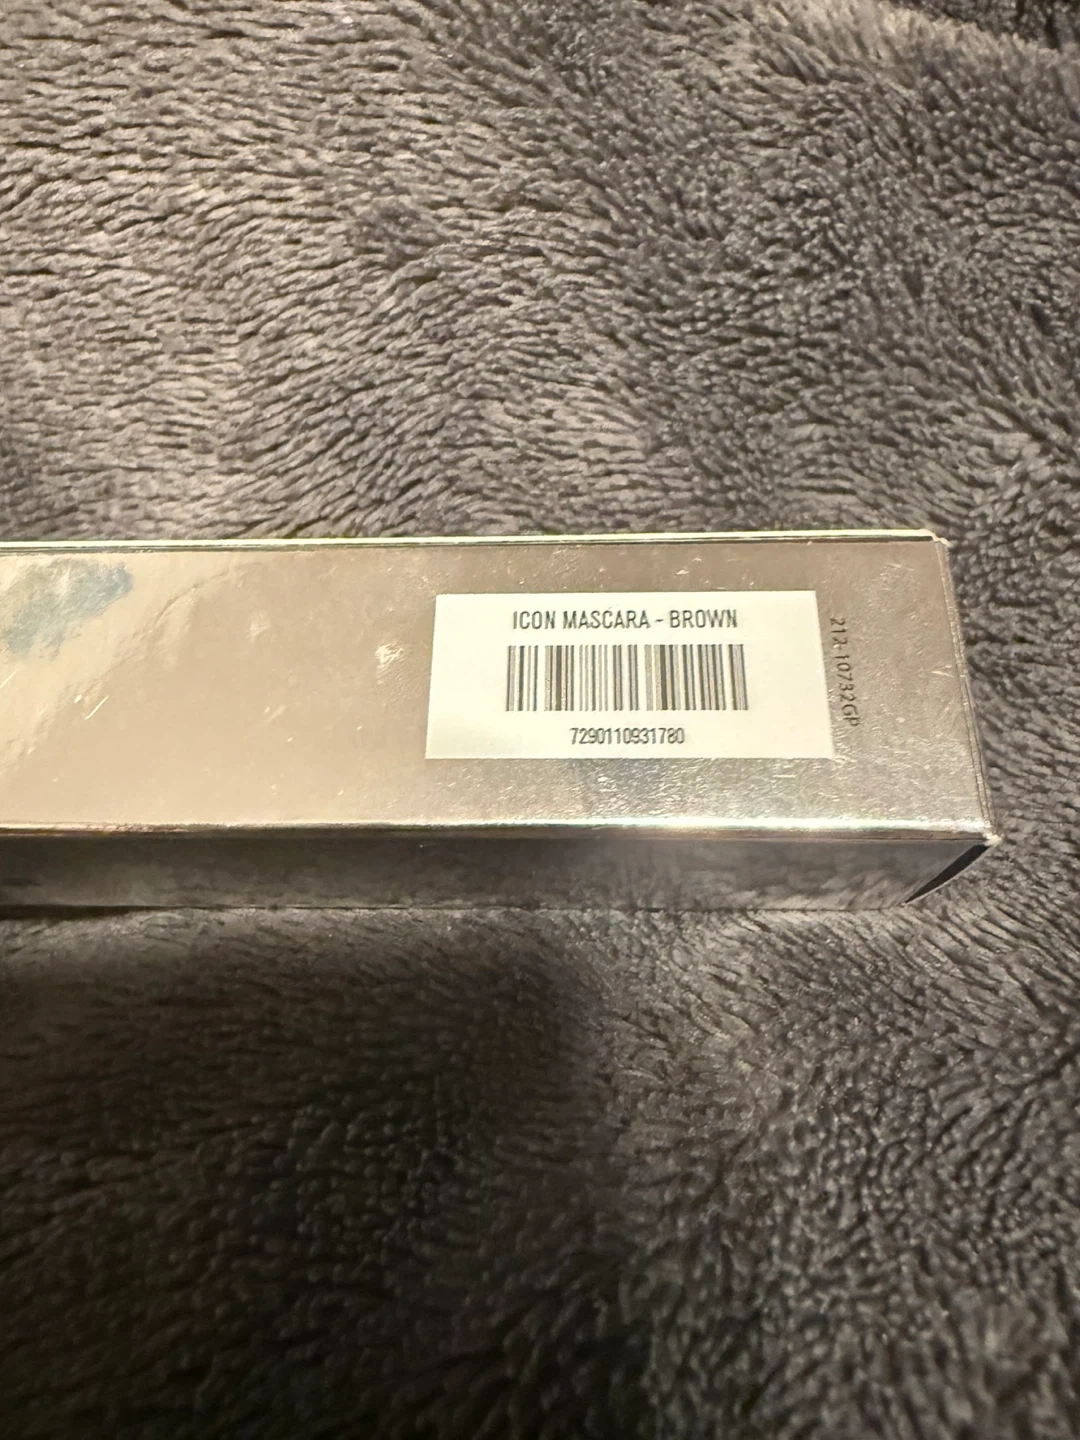 ICON MASCARA - BROWN
7290110931780
212-10732GP